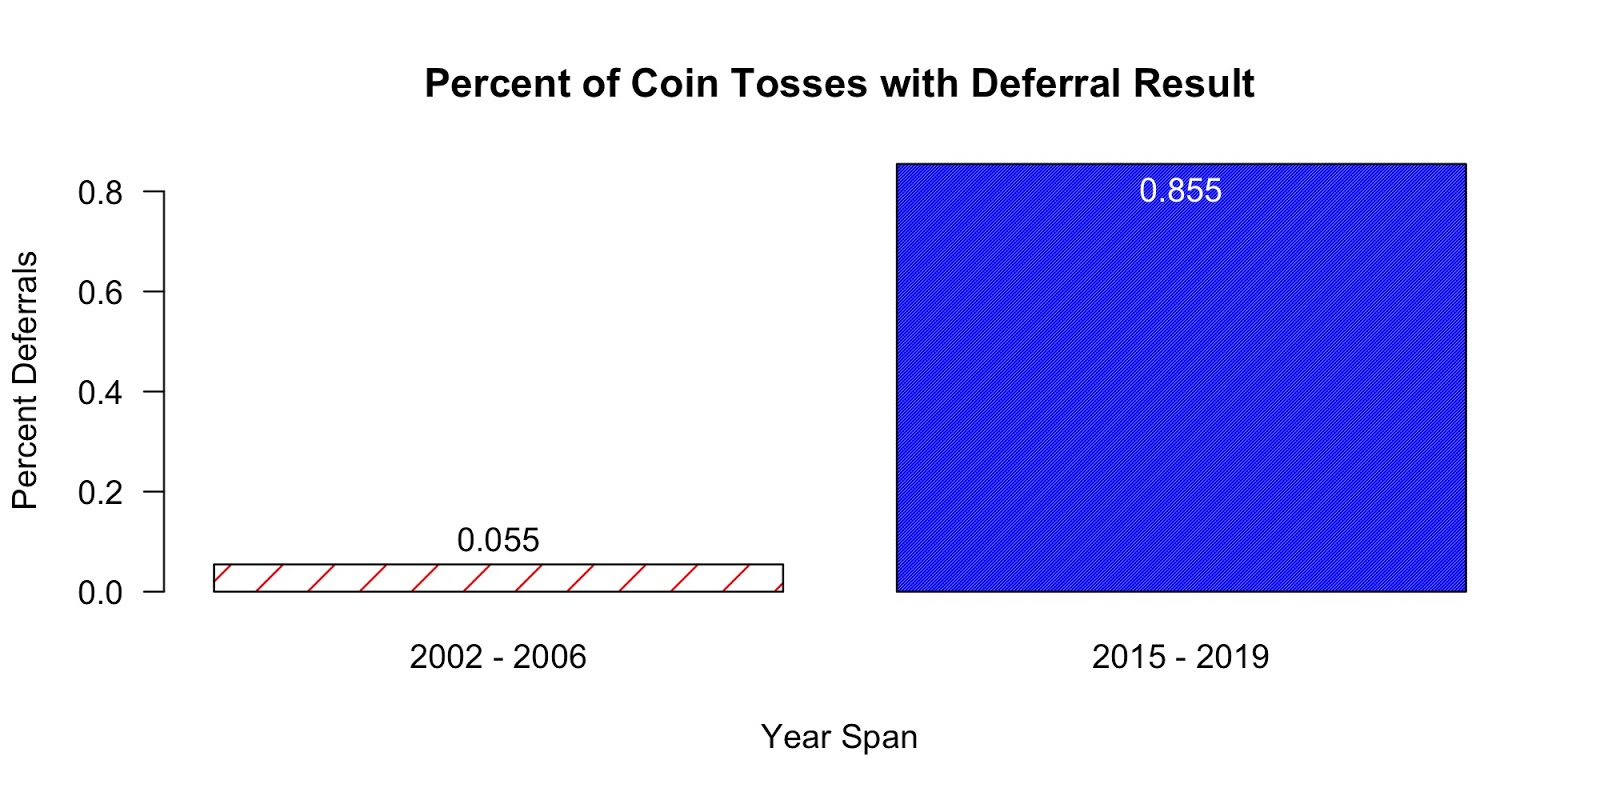 Percent of Coin Tosses with Deferral Result
Percent Deferrals
0.8
0.6
0.4
0.2
0.0
0.055
0.855
2002 - 2006
2015 - 2019
Year Span